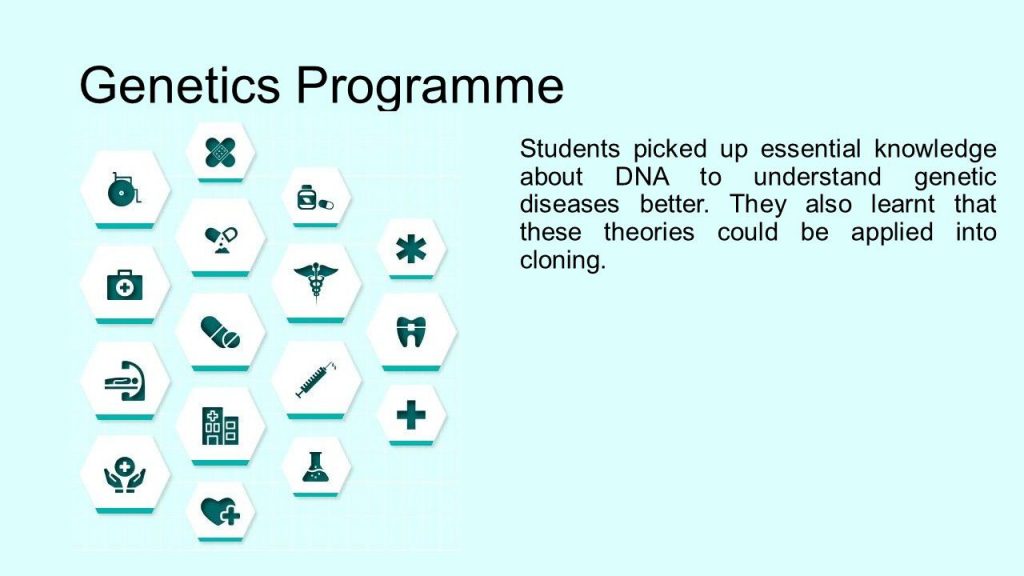 Genetics Programme
Students picked up essential knowledge
about DNA to understand genetic
diseases better. They also learnt that
these theories could be applied into
cloning.